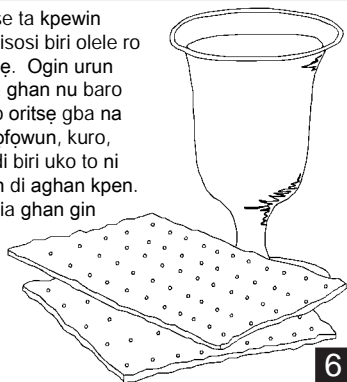 se ta kpewin
isosi biri olele ro
ẹ. Ogin urun
ghan nu baro
oritsẹ gba na
ofọwun, kuro,
di biri uko to ni
n di aghan kpen.
ia ghan gin
6